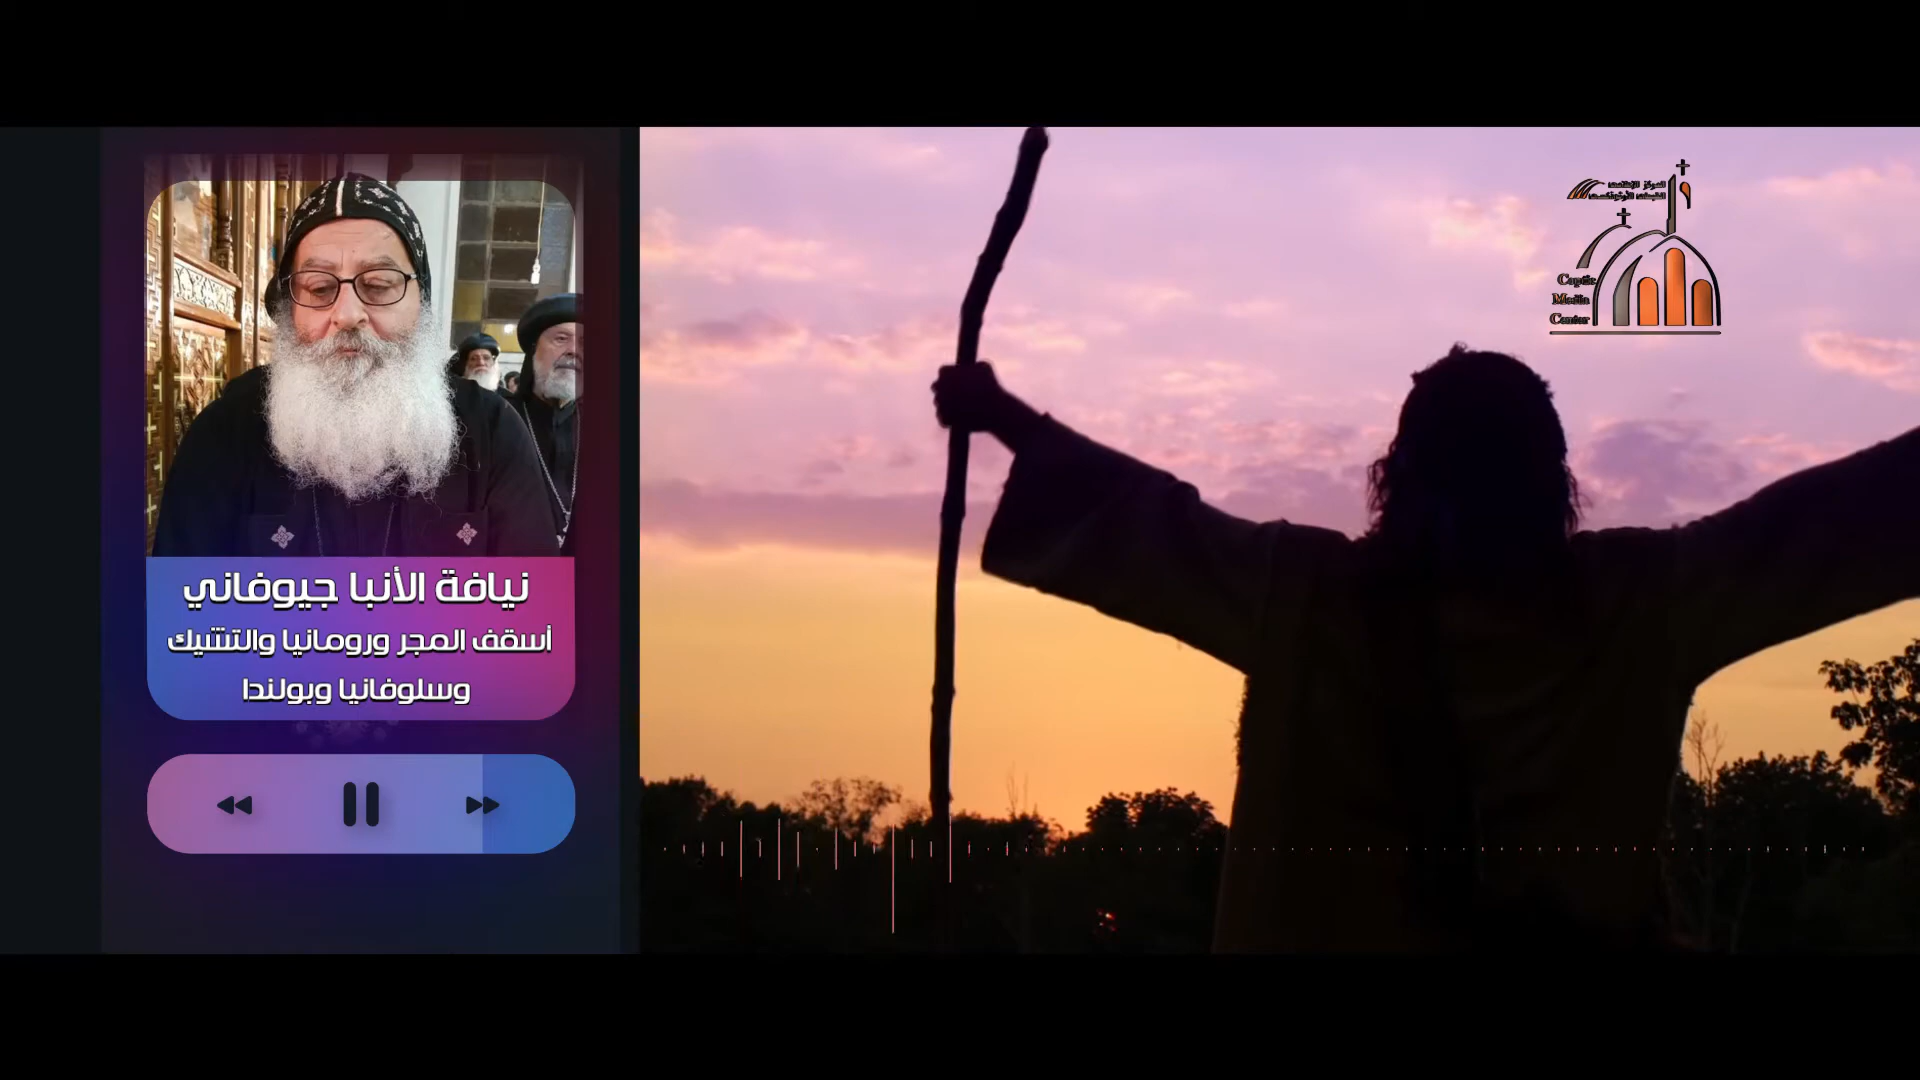 نيافة الأنبا جيوفاني
أسقف المجر ورومانيا والتشيك
وسلوفانيا وبولندا
Coptic
Media
Center